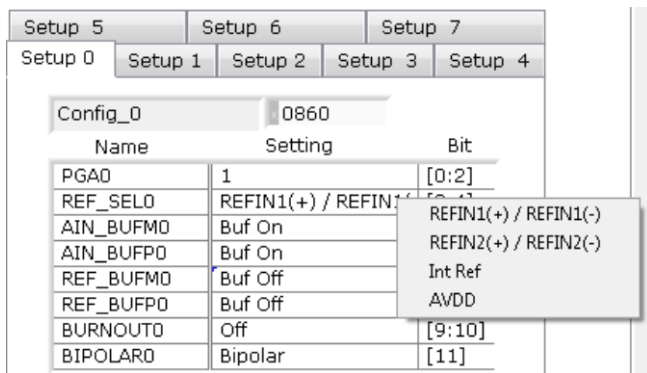 Setup 5 Setup 6 Setup 7
Setup 0 Setup 1 Setup 2 Setup 3 Setup 4
Config_0 0860
Name Setting Bit
PGA0 1 [0:2]
REF_SEL0 REFIN1(+) / REFIN1(
AIN_BUFM0 Buf On
AIN_BUFP0 Buf On
REF_BUFM0 Buf Off
REF_BUFP0 Buf Off
BURNOUT0 Off [9:10]
BIPOLAR0 Bipolar [11]
REFIN1(+) / REFIN1(-)
REFIN2(+) / REFIN2(-)
Int Ref
AVDD